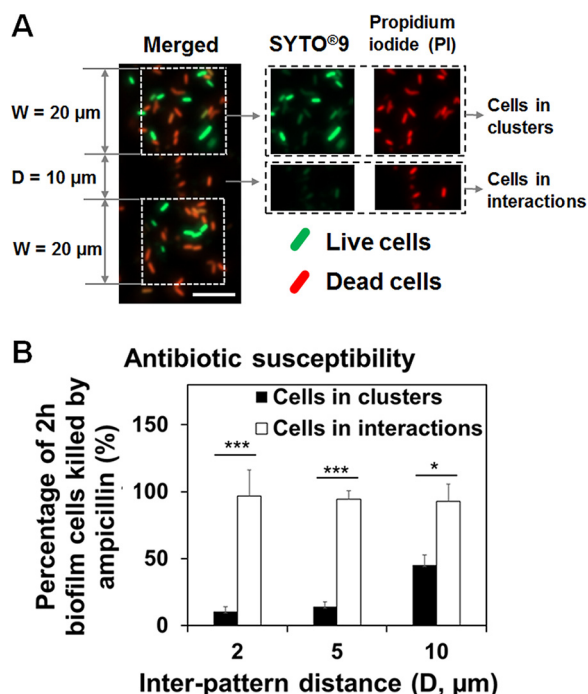 A
Merged
SYTO®9
Propidium
iodide (PI)
W = 20 µm
D = 10 µm
W = 20 µm
Cells in
clusters
Cells in
interactions
Live cells
Dead cells
B
Antibiotic susceptibility
Percentage of 2h
biofilm cells killed by
ampicillin (%)
Cells in clusters
Cells in interactions
150
100
50
0
***
***
*
2
5
10
Inter-pattern distance (D, µm)